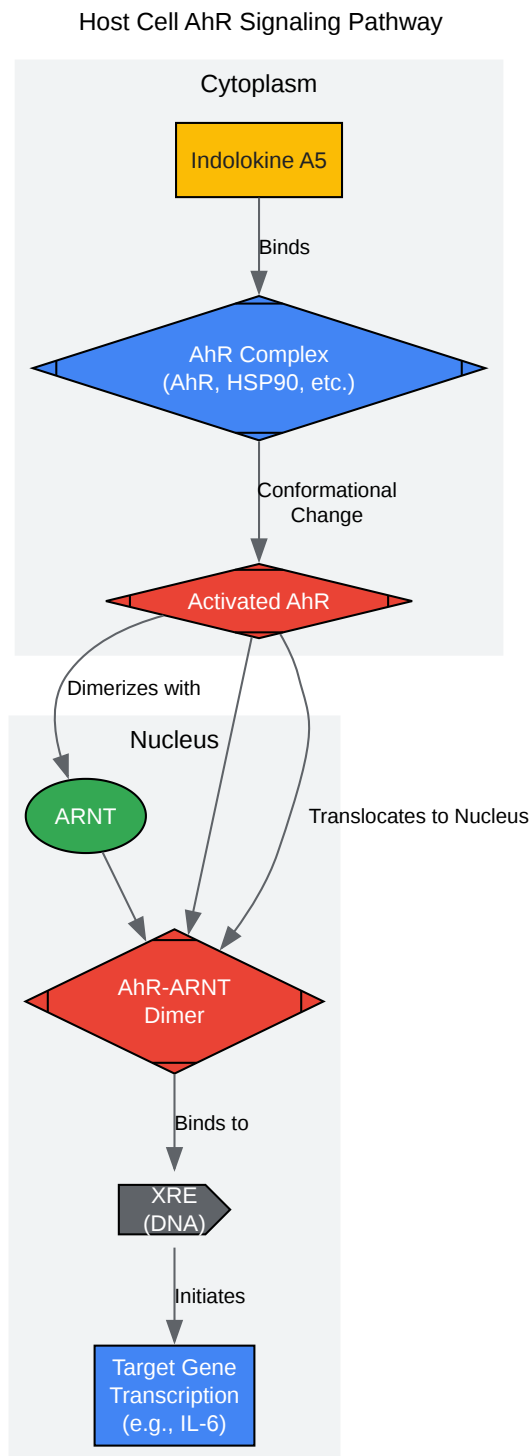 Host Cell AhR Signaling Pathway
Cytoplasm
Indolokine A5
Binds
AhR Complex
(AhR, HSP90, etc.)
Conformational
Change
Activated AhR
Dimerizes with
Nucleus
ARNT
Translocates to Nucleus
AhR-ARNT
Dimer
Binds to
XRE
(DNA)
Initiates
Target Gene
Transcription
(e.g., IL-6)